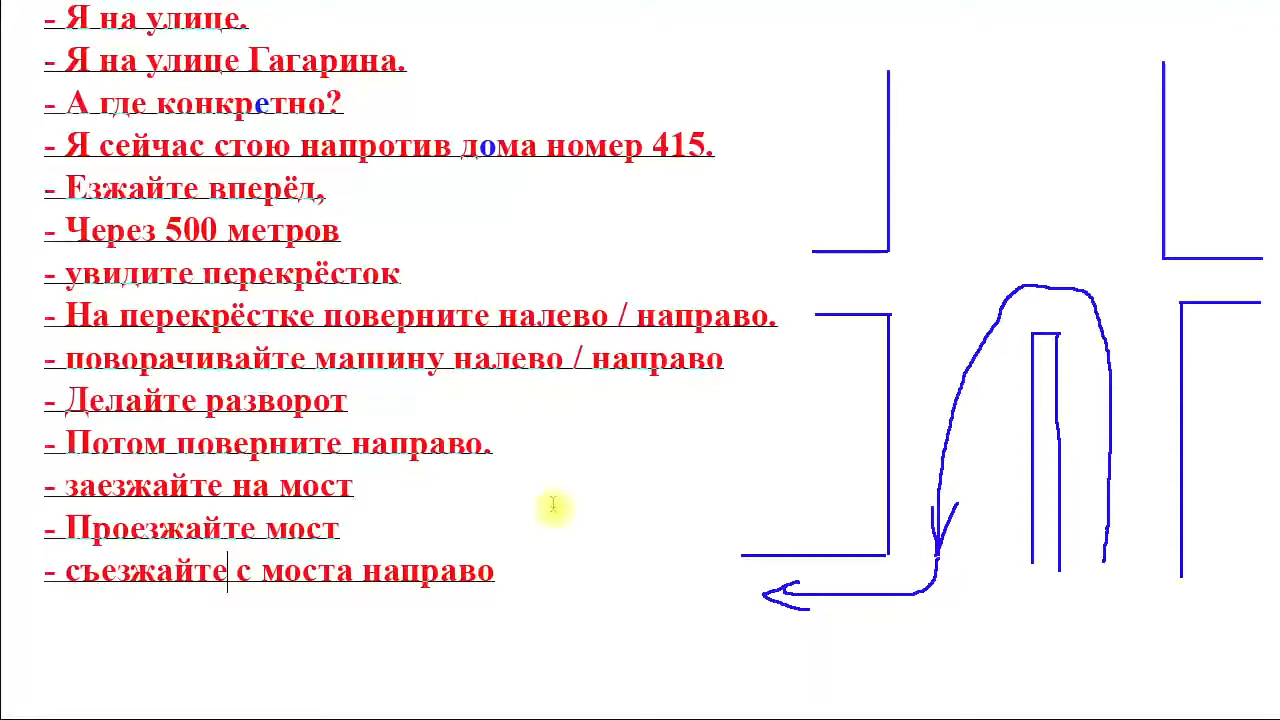 - Я на улице.
- Я на улице Гагарина.
- А где конкретно?
- Я сейчас стою напротив дома номер 415.
- Езжайте вперёд,
- Через 500 метров
- увидите перекрёсток
- На перекрёстке поверните налево / направо.
- поворачивайте машину налево / направо
- Делайте разворот
- Потом поверните направо.
- заезжайте на мост
- Проезжайте мост
- съезжайте с моста направо